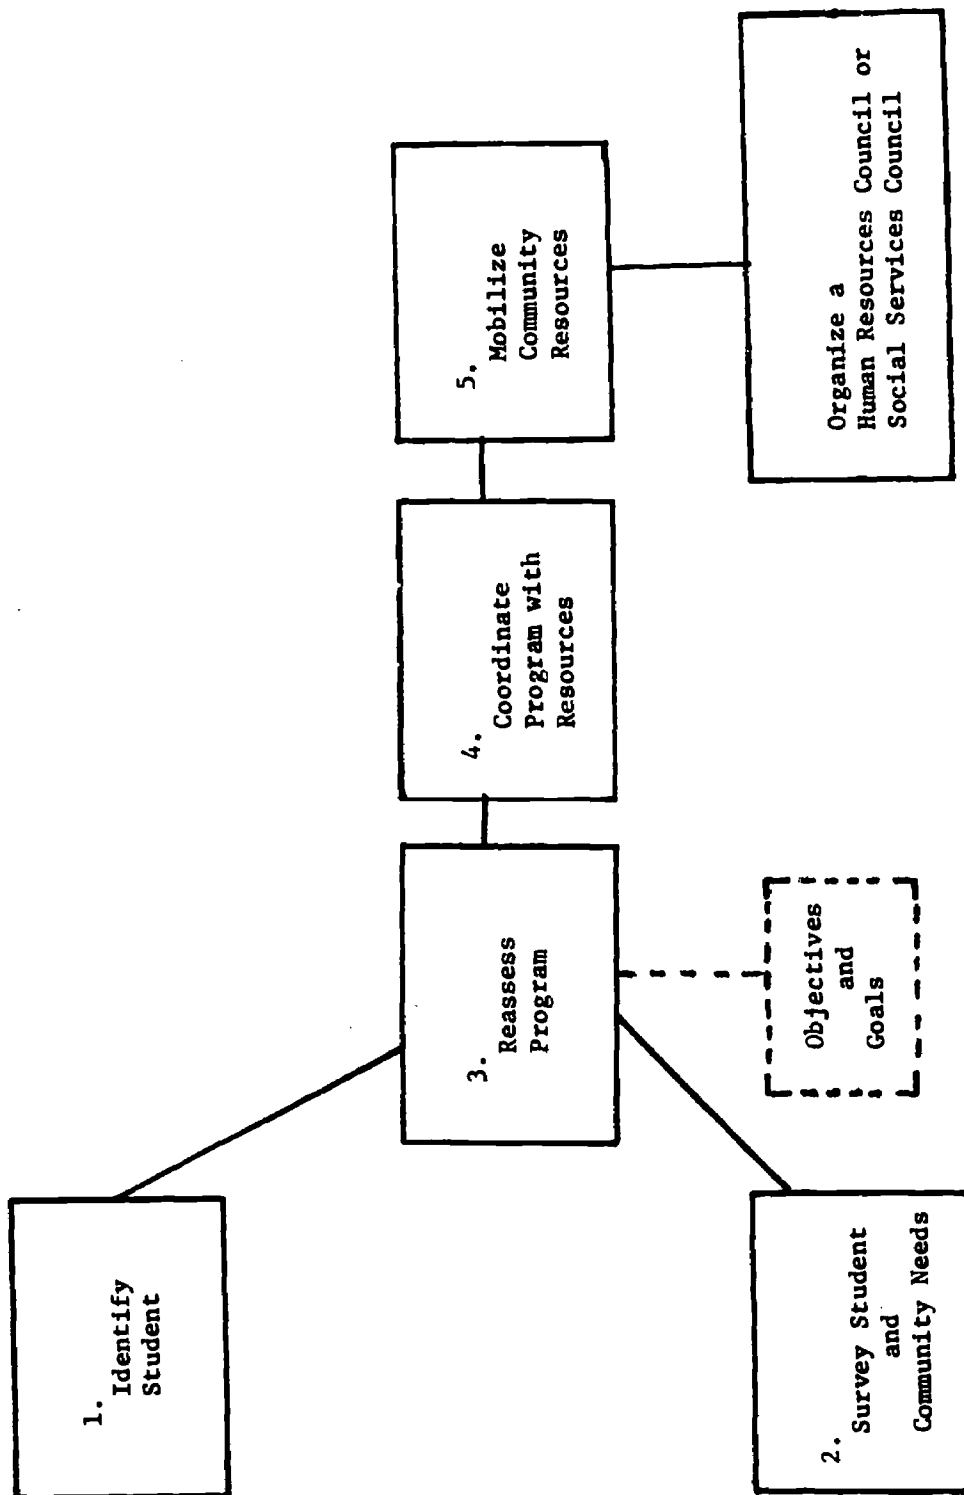 1.
Identify
Student
2.
Survey Student
and
Community Needs
3.
Reassess
Program
Objectives
and
Goals
4.
Coordinate
Program with
Resources
5.
Mobilize
Community
Resources
Organize a
Human Resources Council or
Social Services Council